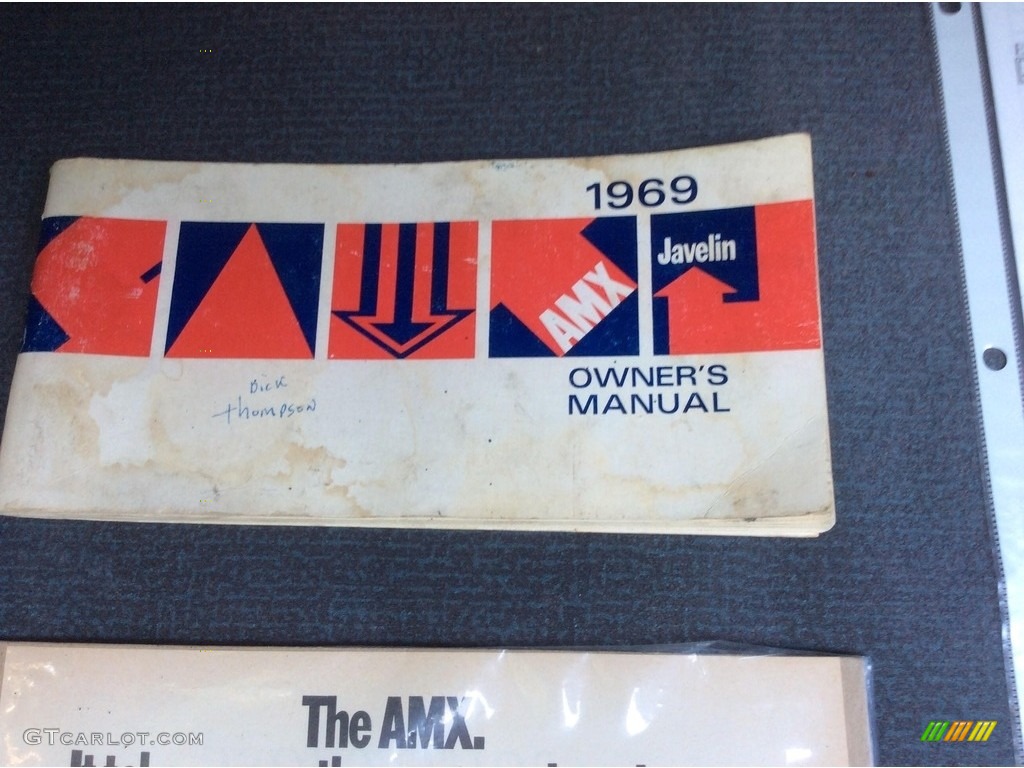 1969
Javelin
AMX
OWNER'S
MANUAL
Dick
thompson
The AMX.
GTCARLOT.COM